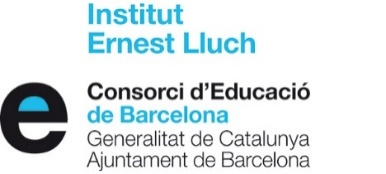 Institut
Ernest Lluch
Consorci d'Educació
de Barcelona
Generalitat de Catalunya
Ajuntament de Barcelona